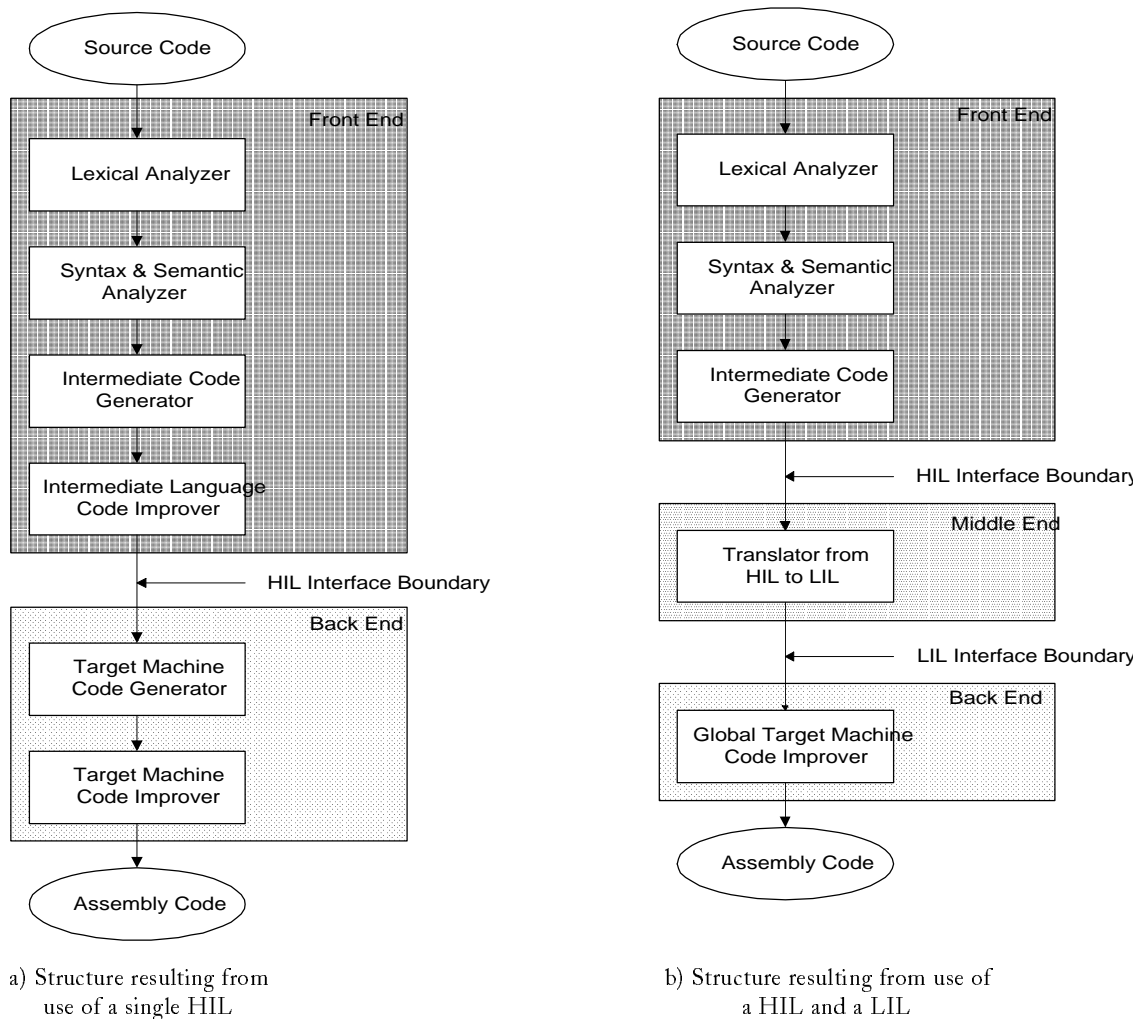 Source Code
Front End
Lexical Analyzer
Syntax & Semantic
Analyzer
Intermediate Code
Generator
Intermediate Language
Code Improver
HIL Interface Boundary
Back End
Target Machine
Code Generator
Target Machine
Code Improver
Assembly Code
a) Structure resulting from
use of a single HIL
Source Code
Front End
Lexical Analyzer
Syntax & Semantic
Analyzer
Intermediate Code
Generator
HIL Interface Boundary
Middle End
Translator from
HIL to LIL
LIL Interface Boundary
Back End
Global Target Machine
Code Improver
Assembly Code
b) Structure resulting from use of
a HIL and a LIL